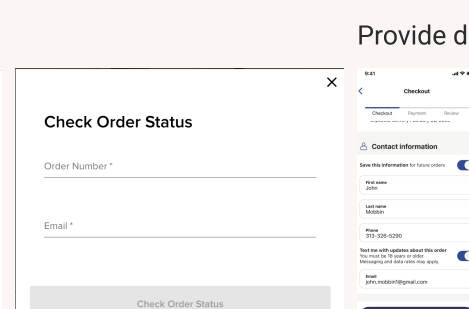 Provide d
Check Order Status
Order Number *
Email *
Check Order Status
9:41
Checkout
Checkout Payment Review
Contact information
Save this information for future orders
First name
John
Last name
Mobbin
Phone
313-326-5290
Text me with updates about this order
You must be 18 years or older.
Messaging and data rates may apply.
Email
john.mobbin1@gmail.com